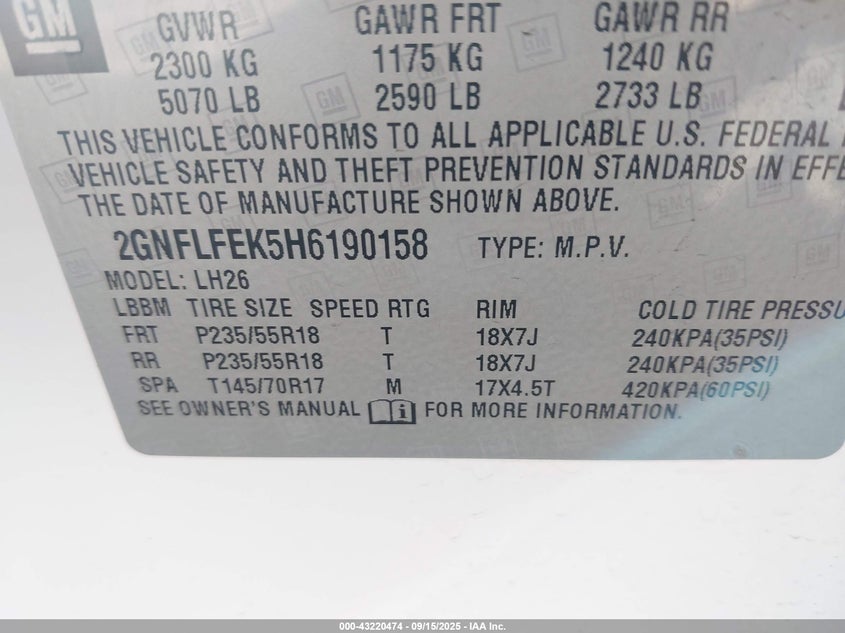 GM
GVWR GAWR FRT GAWR RR
2300 KG 1175 KG 1240 KG
5070 LB 2590 LB 2733 LB
THIS VEHICLE CONFORMS TO ALL APPLICABLE U.S. FEDERAL
VEHICLE SAFETY AND THEFT PREVENTION STANDARDS IN EFFE
THE DATE OF MANUFACTURE SHOWN ABOVE.
2GNFLFEK5H6190158 TYPE: M.P.V.
MODEL: LH26
LBBM TIRE SIZE SPEED RTG RIM COLD TIRE PRESSU
FRT P235/55R18 T 18X7J 240KPA(35PSI)
RR P235/55R18 T 18X7J 240KPA(35PSI)
SPA T145/70R17 M 17X4.5T 420KPA(60PSI)
SEE OWNER'S MANUAL FOR MORE INFORMATION.
000-43220474 - 09/15/2025 - IAA Inc.